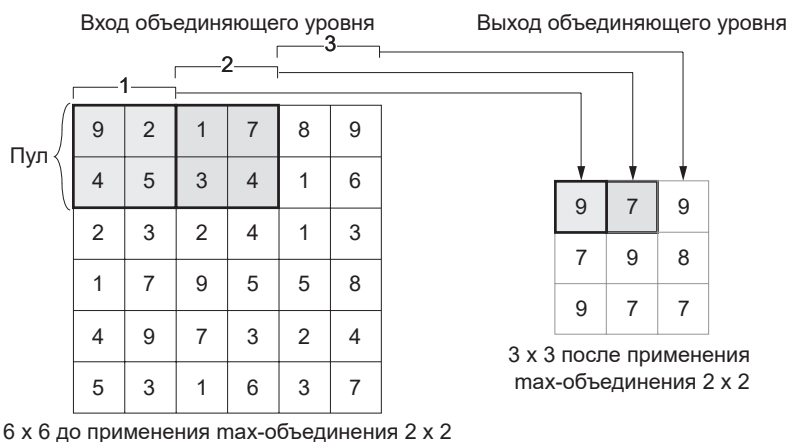 Вход объединяющего уровня
Выход объединяющего уровня
3
2
1
Пул
9 2 1 7 8 9
4 5 3 4 1 6
2 3 2 4 1 3
1 7 9 5 5 8
4 9 7 3 2 4
5 3 1 6 3 7
6 x 6 до применения max-объединения 2 x 2
9 7 9
7 9 8
9 7 7
3 x 3 после применения
max-объединения 2 x 2